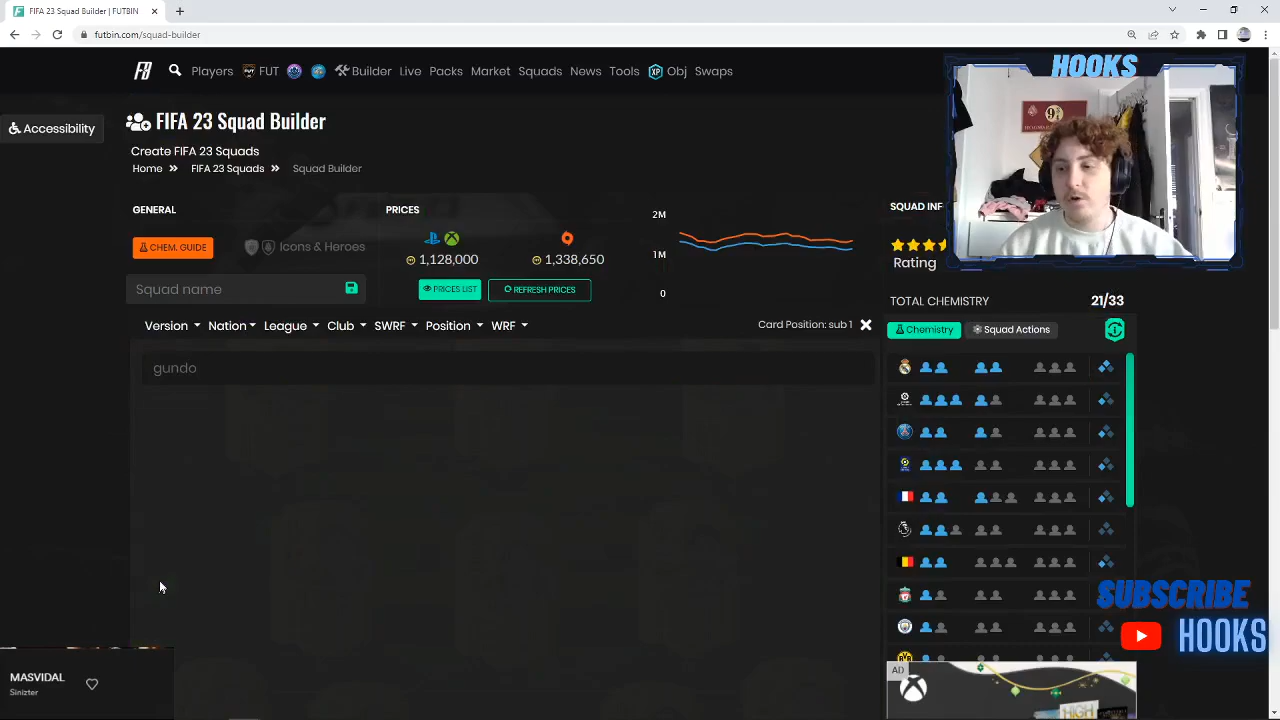 FIFA 23 Squad Builder | FUTBIN
futbin.com/squad-builder
Players FUT Builder Live Packs Market Squads News Tools XP Obj Swaps
HOOKS
Accessibility
FIFA 23 Squad Builder
Create FIFA 23 Squads
Home » FIFA 23 Squads » Squad Builder
GENERAL
PRICES
2M
SQUAD INF
CHEM. GUIDE
Icons & Heroes
1M
1,128,000
1,338,650
Rating
Squad name
PRICES LIST
REFRESH PRICES
0
TOTAL CHEMISTRY 21/33
Version Nation League Club SWRF Position WRF
Card Position: sub 1
Chemistry
Squad Actions
gundo
SUBSCRIBE
HOOKS
MASVIDAL
Sinizter
AD
HIGH